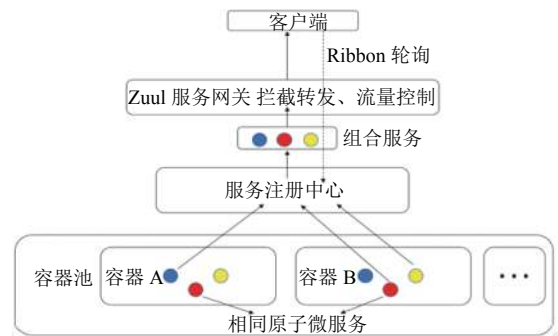 客户端
Ribbon 轮询
Zuul 服务网关 拦截转发、流量控制
组合服务
服务注册中心
容器池
容器 A
容器 B
···
相同原子微服务